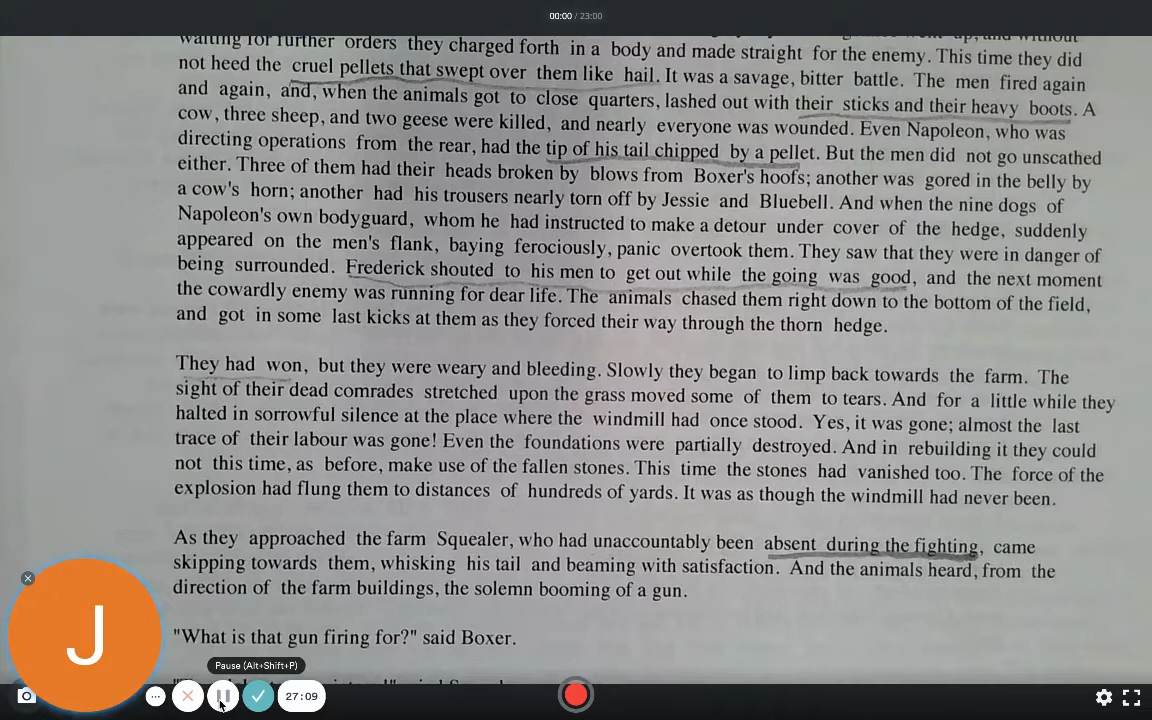 00:00 / 23:00
waiting for further orders they charged forth in a body and made straight for the enemy. This time they did
not heed the cruel pellets that swept over them like hail. It was a savage, bitter battle. The men fired again
and again, and, when the animals got to close quarters, lashed out with their sticks and their heavy boots. A
cow, three sheep, and two geese were killed, and nearly everyone was wounded. Even Napoleon, who was
directing operations from the rear, had the tip of his tail chipped by a pellet. But the men did not go unscathed
either. Three of them had their heads broken by blows from Boxer's hoofs; another was gored in the belly by
a cow's horn; another had his trousers nearly torn off by Jessie and Bluebell. And when the nine dogs of
Napoleon's own bodyguard, whom he had instructed to make a detour under cover of the hedge, suddenly
appeared on the men's flank, baying ferociously, panic overtook them. They saw that they were in danger of
being surrounded. Frederick shouted to his men to get out while the going was good, and the next moment
the cowardly enemy was running for dear life. The animals chased them right down to the bottom of the field,
and got in some last kicks at them as they forced their way through the thorn hedge.
They had won, but they were weary and bleeding. Slowly they began to limp back towards the farm. The
sight of their dead comrades stretched upon the grass moved some of them to tears. And for a little while they
halted in sorrowful silence at the place where the windmill had once stood. Yes, it was gone; almost the last
trace of their labour was gone! Even the foundations were partially destroyed. And in rebuilding it they could
not this time, as before, make use of the fallen stones. This time the stones had vanished too. The force of the
explosion had flung them to distances of hundreds of yards. It was as though the windmill had never been.
As they approached the farm Squealer, who had unaccountably been absent during the fighting, came
skipping towards them, whisking his tail and beaming with satisfaction. And the animals heard, from the
direction of the farm buildings, the solemn booming of a gun.
"What is that gun firing for?" said Boxer.
J
Pause (Alt+Shift+P)
27:09